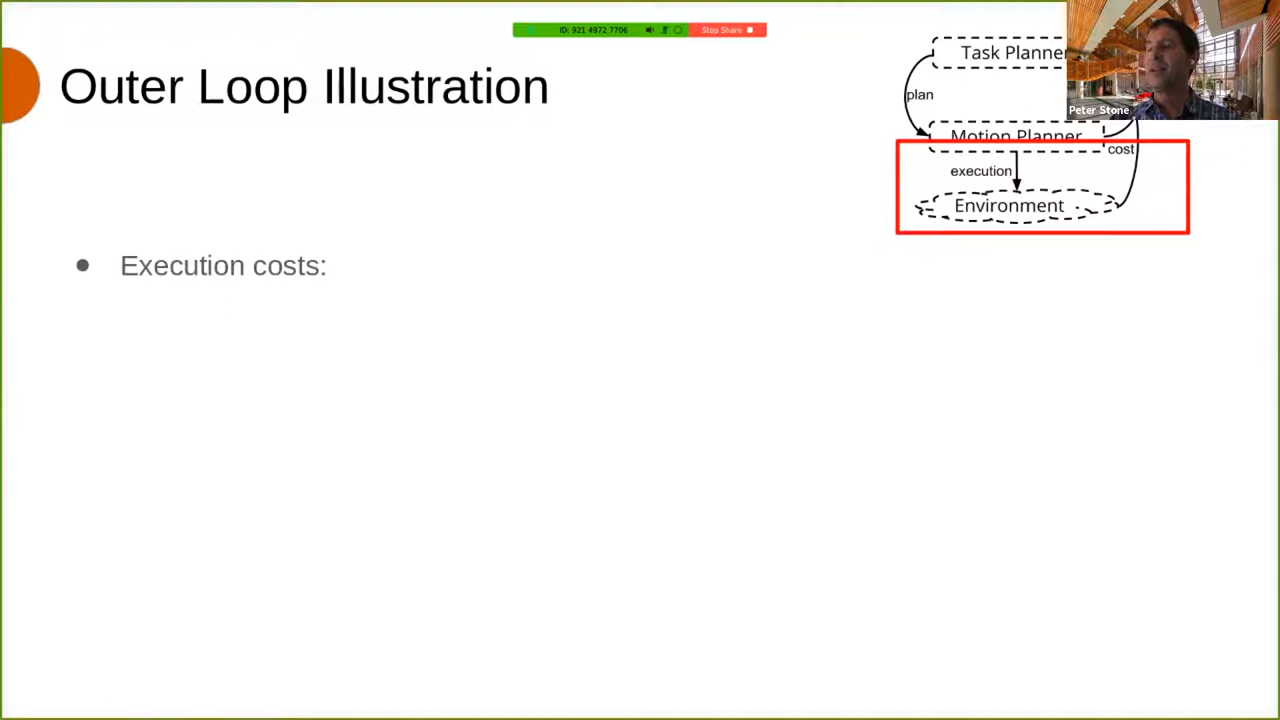 ID: 921 4972 7706
Stop Share
Outer Loop Illustration
Task Planner
plan
Peter Stone
Motion Planner
cost
execution
Environment
Execution costs: